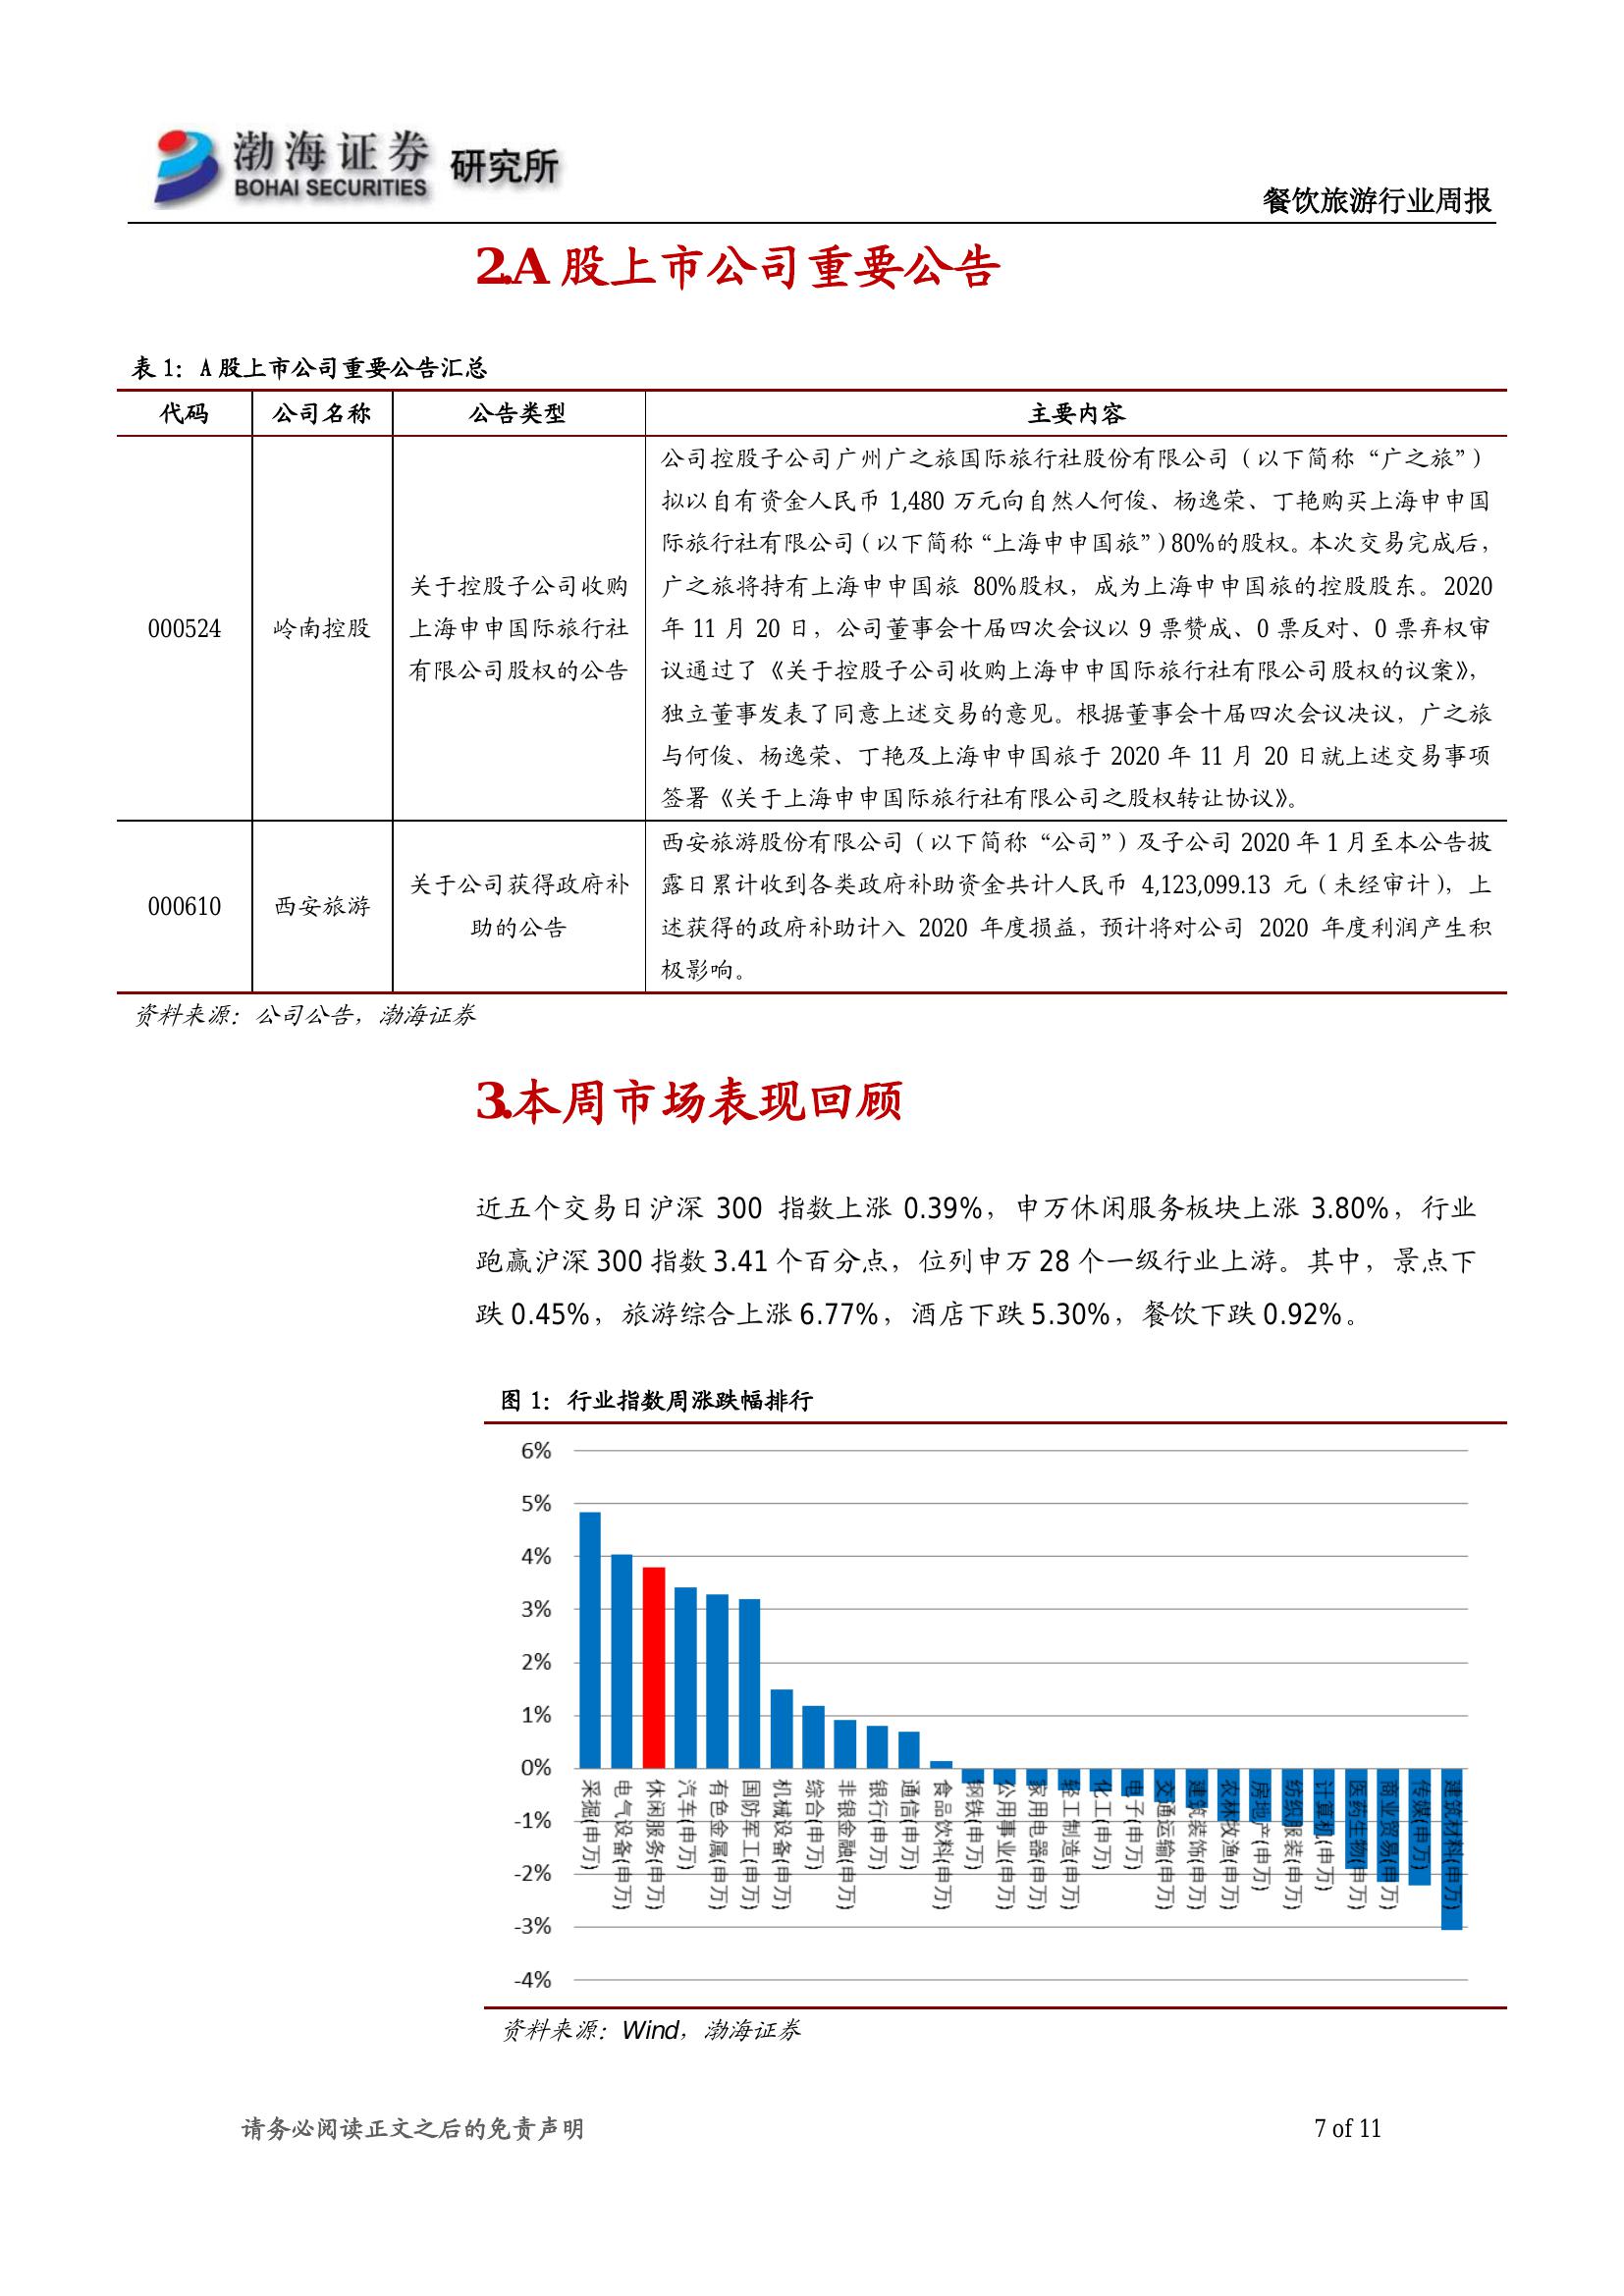 渤海证券 研究所
BOHAI SECURITIES
餐饮旅游行业周报
2.A 股上市公司重要公告
表 1：A 股上市公司重要公告汇总
代码 公司名称 公告类型 主要内容
000524 岭南控股
关于控股子公司收购
上海申申国际旅行社
有限公司股权的公告
公司控股子公司广州广之旅国际旅行社股份有限公司（以下简称“广之旅”）
拟以自有资金人民币 1,480 万元向自然人何俊、杨逸荣、丁艳购买上海申申国
际旅行社有限公司（以下简称“上海申申国旅”）80%的股权。本次交易完成后，
广之旅将持有上海申申国旅 80%股权，成为上海申申国旅的控股股东。2020
年 11 月 20 日，公司董事会十届四次会议以 9 票赞成、0 票反对、0 票弃权审
议通过了《关于控股子公司收购上海申申国际旅行社有限公司股权的议案》，
独立董事发表了同意上述交易的意见。根据董事会十届四次会议决议，广之旅
与何俊、杨逸荣、丁艳及上海申申国旅于 2020 年 11 月 20 日就上述交易事项
签署《关于上海申申国际旅行社有限公司之股权转让协议》。
000610 西安旅游
关于公司获得政府补
助的公告
西安旅游股份有限公司（以下简称“公司”）及子公司 2020 年 1 月至本公告披
露日累计收到各类政府补助资金共计人民币 4,123,099.13 元（未经审计），上
述获得的政府补助计入 2020 年度损益，预计将对公司 2020 年度利润产生积
极影响。
资料来源：公司公告，渤海证券
3.本周市场表现回顾
近五个交易日沪深 300 指数上涨 0.39%，申万休闲服务板块上涨 3.80%，行业
跑赢沪深 300 指数 3.41 个百分点，位列申万 28 个一级行业上游。其中，景点下
跌 0.45%，旅游综合上涨 6.77%，酒店下跌 5.30%，餐饮下跌 0.92%。
图 1：行业指数周涨跌幅排行
6%
5%
4%
3%
2%
1%
0%
-1%
-2%
-3%
-4%
采掘(申万)
电气设备(申万)
休闲服务(申万)
汽车(申万)
有色金属(申万)
国防军工(申万)
机械设备(申万)
综合(申万)
非银金融(申万)
银行(申万)
通信(申万)
食品饮料(申万)
钢铁(申万)
公用事业(申万)
家用电器(申万)
轻工制造(申万)
化工(申万)
电子(申万)
交通运输(申万)
建筑装饰(申万)
农林牧渔(申万)
房地产(申万)
纺织服装(申万)
计算机(申万)
医药生物(申万)
商业贸易(申万)
传媒(申万)
建筑材料(申万)
资料来源：Wind，渤海证券
请务必阅读正文之后的免责声明
7 of 11